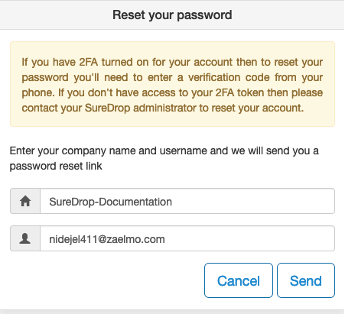 Reset your password
If you have 2FA turned on for your account then to reset your
password you'll need to enter a verification code from your
phone. If you don't have access to your 2FA token then please
contact your SureDrop administrator to reset your account.
Enter your company name and username and we will send you a
password reset link
SureDrop-Documentation
nidejel411@zaelmo.com
Cancel Send